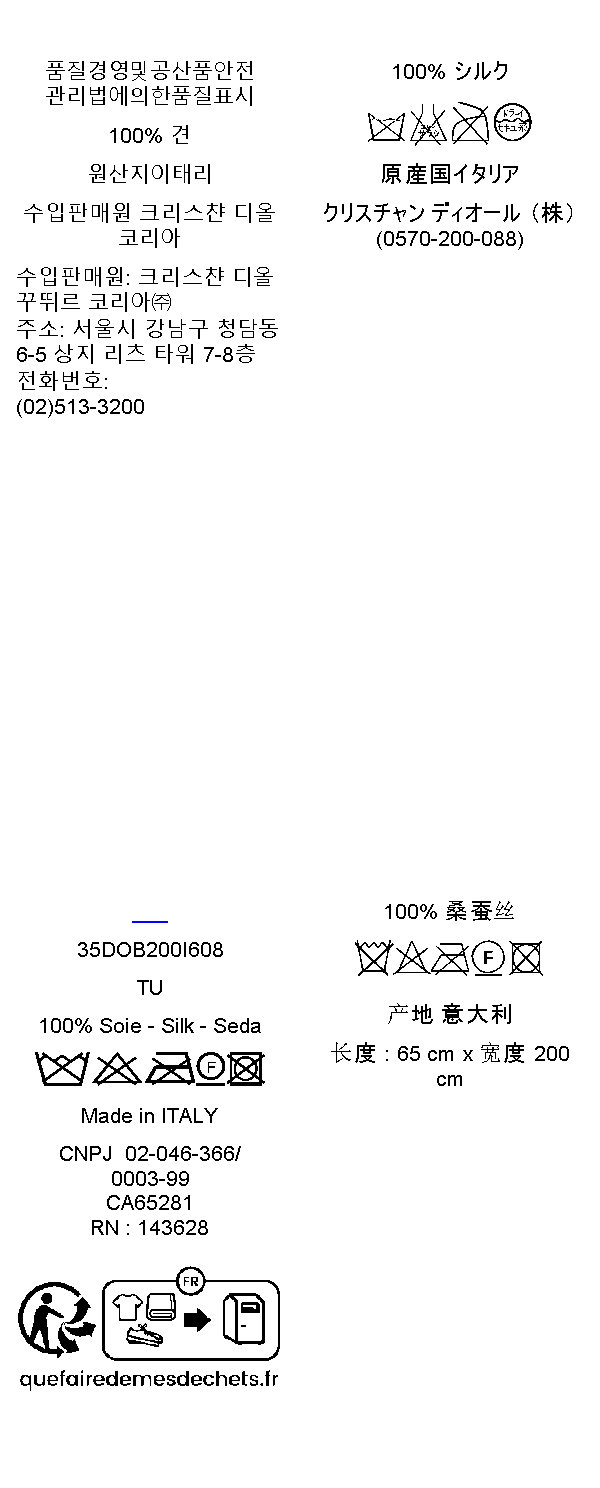 품질경영및공산품안전
관리법에의한품질표시
100% 견
원산지이태리
수입판매원 크리스챤 디올
코리아
수입판매원: 크리스챤 디올
꾸뛰르 코리아㈜
주소: 서울시 강남구 청담동
6-5 상지 리츠 타워 7-8층
전화번호:
(02)513-3200
100% シルク
ドライ
セキユ系
原産国イタリア
クリスチャン ディオール（株）
(0570-200-088)
35DOB200I608
TU
100% Soie - Silk - Seda
F
Made in ITALY
CNPJ 02-046-366/
0003-99
CA65281
RN : 143628
FR
quefairedemesdechets.fr
100% 桑蚕丝
F
产地 意大利
长度 : 65 cm x 宽度 200
cm